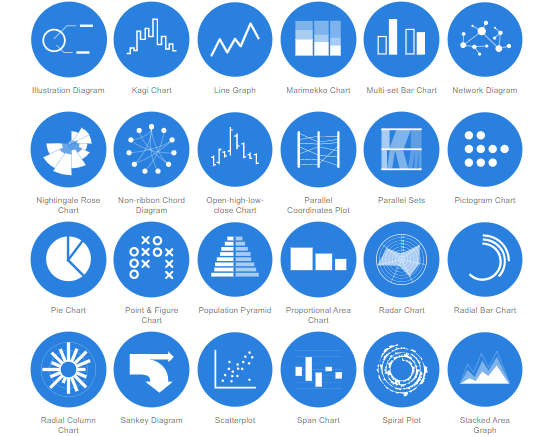 Illustration Diagram
Kagi Chart
Line Graph
Marimekko Chart
Multi-set Bar Chart
Network Diagram
Nightingale Rose
Chart
Non-ribbon Chord
Diagram
Open-high-low-
close Chart
Parallel
Coordinates Plot
Parallel Sets
Pictogram Chart
Pie Chart
Point & Figure
Chart
Population Pyramid
Proportional Area
Chart
Radar Chart
Radial Bar Chart
Radial Column
Chart
Sankey Diagram
Scatterplot
Span Chart
Spiral Plot
Stacked Area
Graph